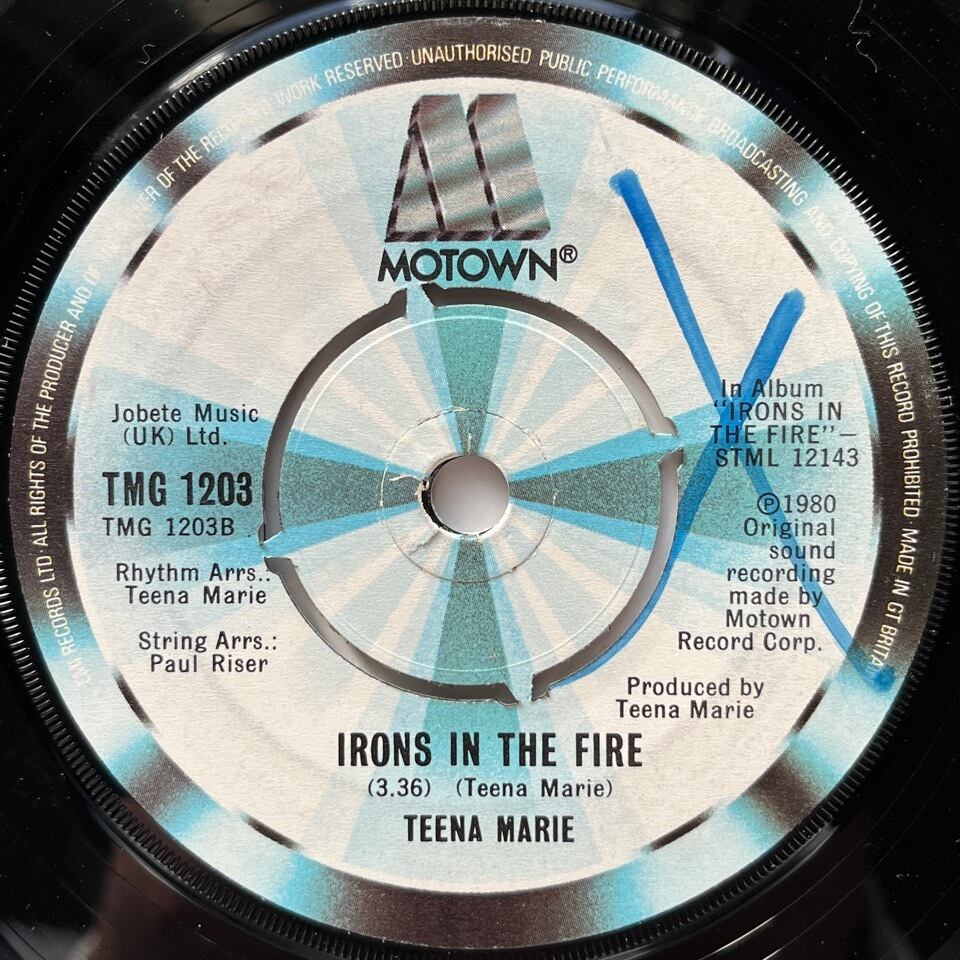 RECORDS LTD·ALL RIGHTS OF THE PRODUCER AND OF OF THE WORK RESERVED·UNAUTHORISED PUBLIC PERFORMANCE BROADCASTING AND COPYING OF THIS RECORD PROHIBITED·MADE IN GT
M
MOTOWN®
Jobete Music
(UK) Ltd.
TMG 1203
TMG 1203B
Rhythm Arrs.:
Teena Marie
String Arrs.:
Paul Riser
In Album
"IRONS IN
THE FIRE"—
STML 12143
℗1980
Original
sound
recording
made by
Motown
Record Corp.
Produced by
Teena Marie
IRONS IN THE FIRE
(3.36) (Teena Marie)
TEENA MARIE